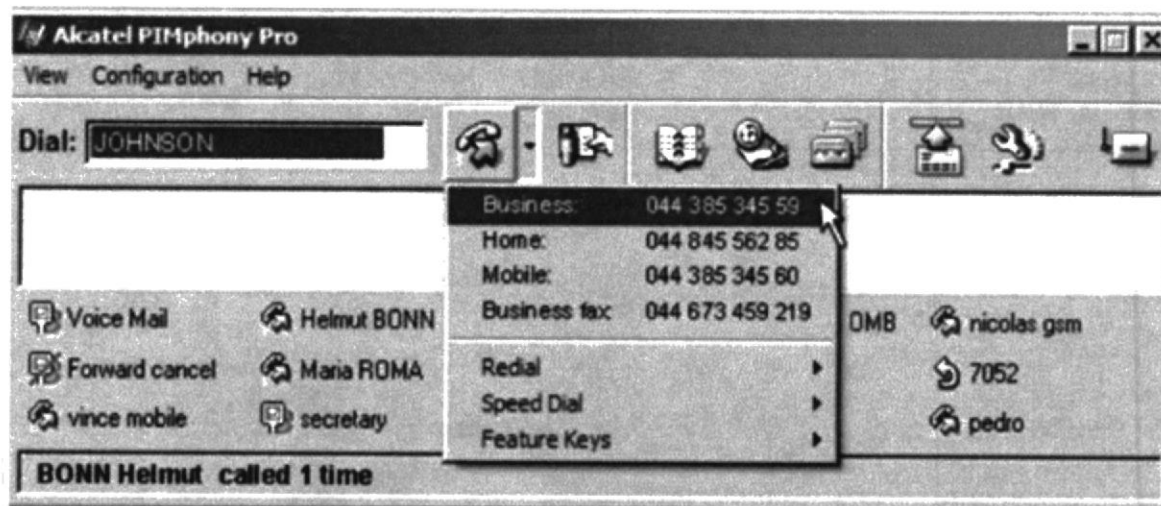 Alcatel PIMphony Pro
View Configuration Help
Dial: JOHNSON
Business: 044 385 345 59
Home: 044 845 562 85
Mobile: 044 385 345 60
Business fax: 044 673 459 219
Redial
Speed Dial
Feature Keys
Voice Mail Helmut BONN OMB nicolas gsm
Forward cancel Maria ROMA 7052
vince mobile secretary pedro
BONN Helmut called 1 time